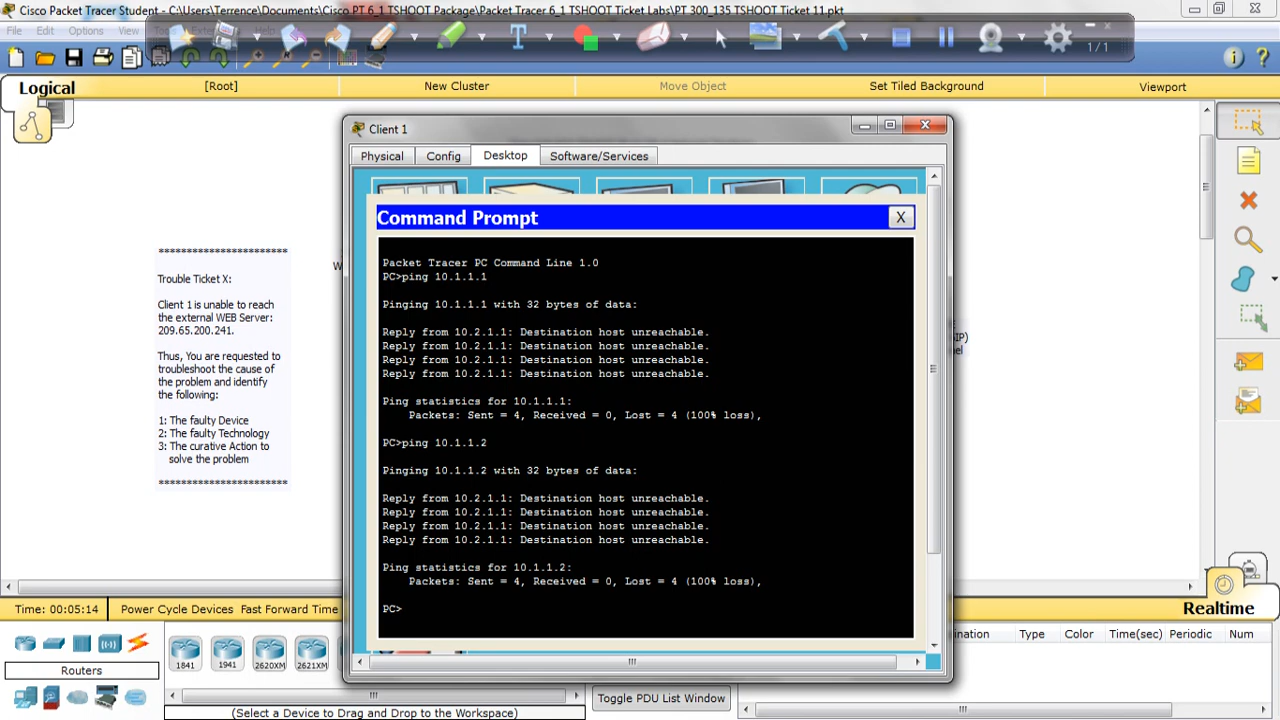 Cisco Packet Tracer Student - C:\Users\Terrence\Documents\Cisco PT 6_1 TSHOOT Package\Packet Tracer 6_1 TSHOOT Ticket Labs\PT 300_135 TSHOOT Ticket 11.pkt
File Edit Options View
1/1
Logical [Root] New Cluster Move Object Set Tiled Background Viewport
Client 1
Physical Config Desktop Software/Services
Command Prompt X
Packet Tracer PC Command Line 1.0
PC>ping 10.1.1.1
Pinging 10.1.1.1 with 32 bytes of data:
Reply from 10.2.1.1: Destination host unreachable.
Reply from 10.2.1.1: Destination host unreachable.
Reply from 10.2.1.1: Destination host unreachable.
Reply from 10.2.1.1: Destination host unreachable.
Ping statistics for 10.1.1.1:
Packets: Sent = 4, Received = 0, Lost = 4 (100% loss),
PC>ping 10.1.1.2
Pinging 10.1.1.2 with 32 bytes of data:
Reply from 10.2.1.1: Destination host unreachable.
Reply from 10.2.1.1: Destination host unreachable.
Reply from 10.2.1.1: Destination host unreachable.
Reply from 10.2.1.1: Destination host unreachable.
Ping statistics for 10.1.1.2:
Packets: Sent = 4, Received = 0, Lost = 4 (100% loss),
PC>
************************
Trouble Ticket X:
Client 1 is unable to reach
the external WEB Server:
209.65.200.241.
Thus, You are requested to
troubleshoot the cause of
the problem and identify
the following:
1: The faulty Device
2: The faulty Technology
3: The curative Action to
solve the problem
************************
W
SIP)
nel
Time: 00:05:14 Power Cycle Devices Fast Forward Time
Realtime
Routers
1841 1941 2620XM 2621XM
(Select a Device to Drag and Drop to the Workspace)
Toggle PDU List Window
ination Type Color Time(sec) Periodic Num